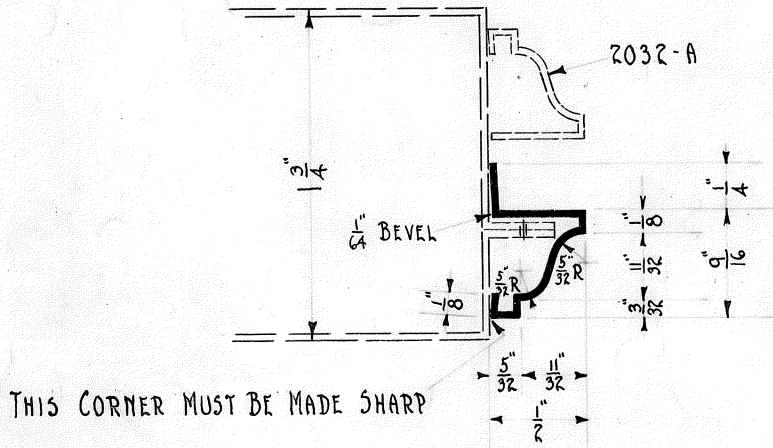 2032-A
1 3/4"
1/4"
1/64" BEVEL
1/8"
5/32" R
5/32" R
11/32"
9/16"
1/8"
3/32"
5/32"
11/32"
1/2"
THIS CORNER MUST BE MADE SHARP